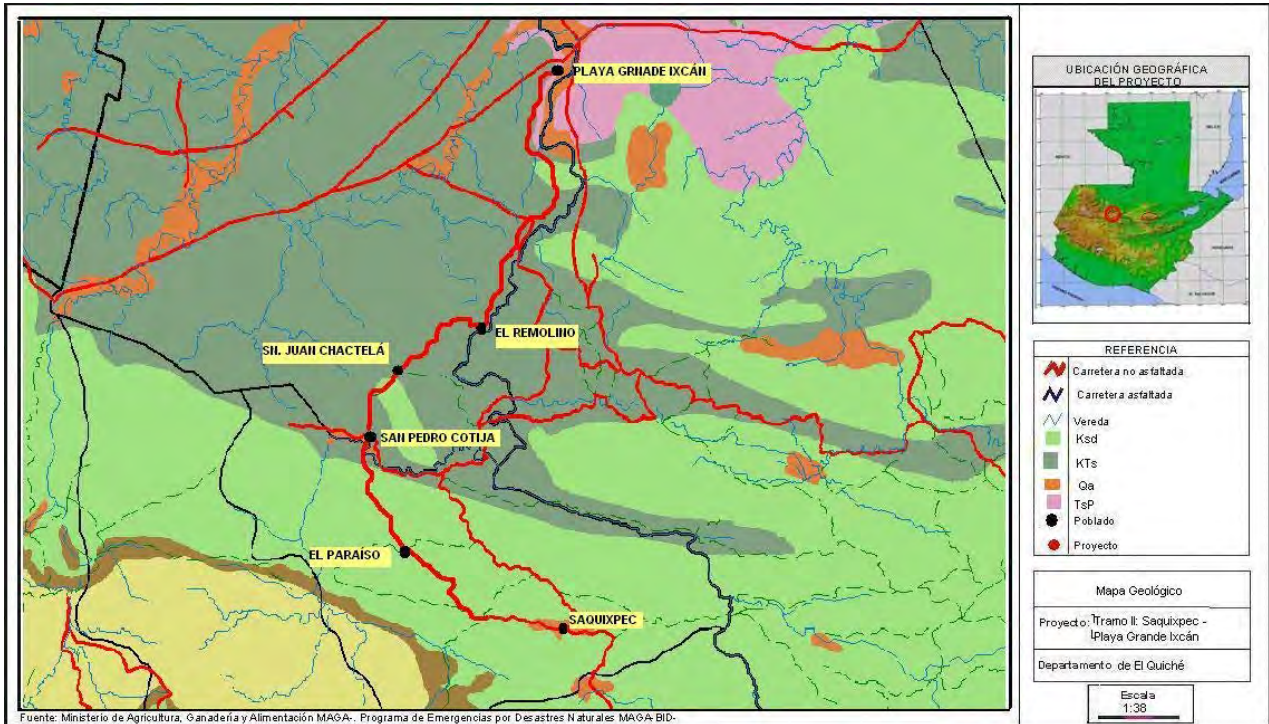 PLAYA GRNADE IXCÁN
EL REMOLINO
SN. JUAN CHACTELÁ
SAN PEDRO COTIJA
EL PARAÍSO
SAQUIXPEC
Fuente: Ministerio de Agricultura, Ganadería y Alimentación MAGA-. Programa de Emergencias por Desastres Naturales MAGA-BID-
UBICACIÓN GEOGRÁFICA
DEL PROYECTO
REFERENCIA
Carretera no asfaltada
Carretera asfaltada
Vereda
Ksd
KTs
Qa
TsP
Poblado
Proyecto
Mapa Geológico
Proyecto: Tramo II: Saquixpec -
Playa Grande Ixcán
Departamento de El Quiché
Escala
1:38